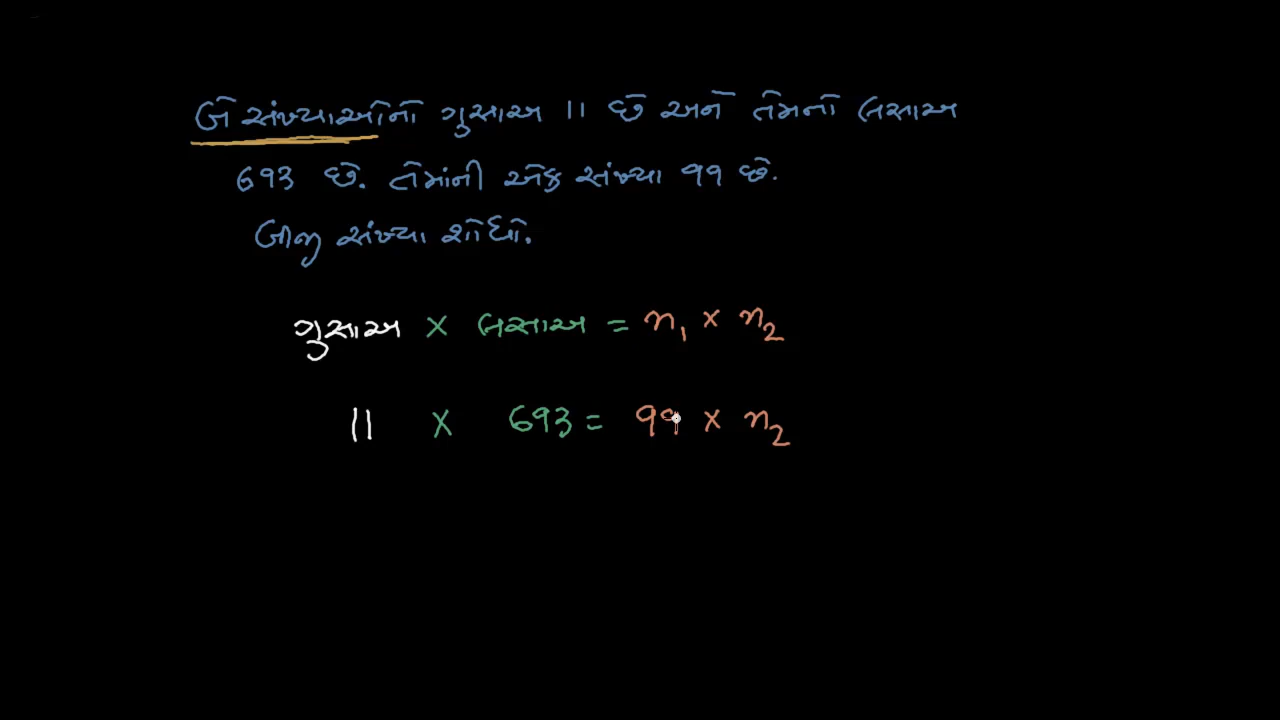 બે સંખ્યાઓનો ગુસાઅ 11 છે અને તેમનો લસાઅ
693 છે. તેમાંની એક સંખ્યા 99 છે.
બીજી સંખ્યા શોધો.
ગુસાઅ × લસાઅ = n₁ × n₂
11 × 693 = 99 × n₂